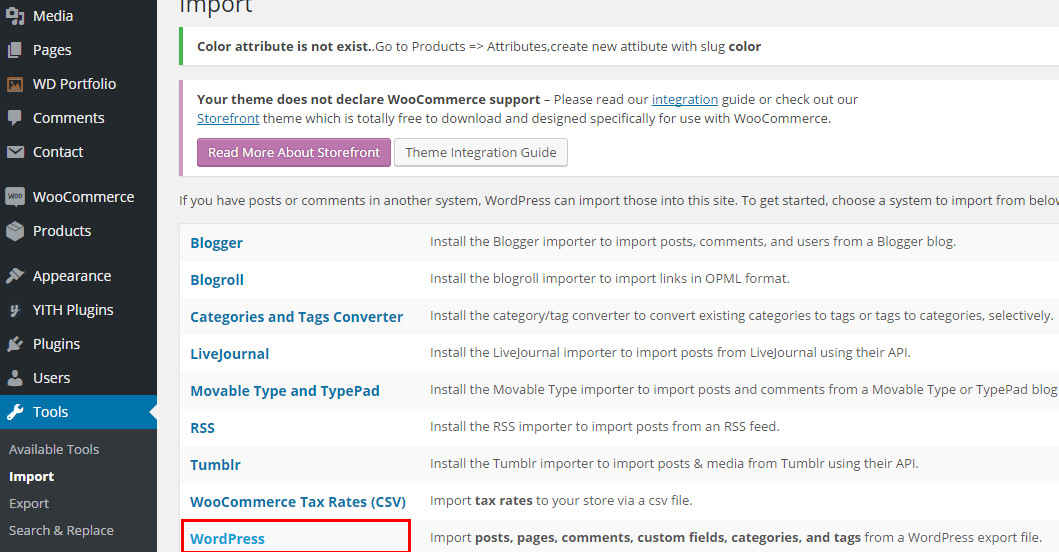 Import
Media
Pages
WD Portfolio
Comments
Contact
WOO
WooCommerce
Products
Appearance
YITH Plugins
Plugins
Users
Tools
Available Tools
Import
Export
Search & Replace
Color attribute is not exist..Go to Products => Attributes,create new attibute with slug color
Your theme does not declare WooCommerce support – Please read our integration guide or check out our
Storefront theme which is totally free to download and designed specifically for use with WooCommerce.
Read More About Storefront
Theme Integration Guide
If you have posts or comments in another system, WordPress can import those into this site. To get started, choose a system to import from below
Blogger Install the Blogger importer to import posts, comments, and users from a Blogger blog.
Blogroll Install the blogroll importer to import links in OPML format.
Categories and Tags Converter Install the category/tag converter to convert existing categories to tags or tags to categories, selectively.
LiveJournal Install the LiveJournal importer to import posts from LiveJournal using their API.
Movable Type and TypePad Install the Movable Type importer to import posts and comments from a Movable Type or TypePad blog
RSS Install the RSS importer to import posts from an RSS feed.
Tumblr Install the Tumblr importer to import posts & media from Tumblr using their API.
WooCommerce Tax Rates (CSV) Import tax rates to your store via a csv file.
WordPress Import posts, pages, comments, custom fields, categories, and tags from a WordPress export file.